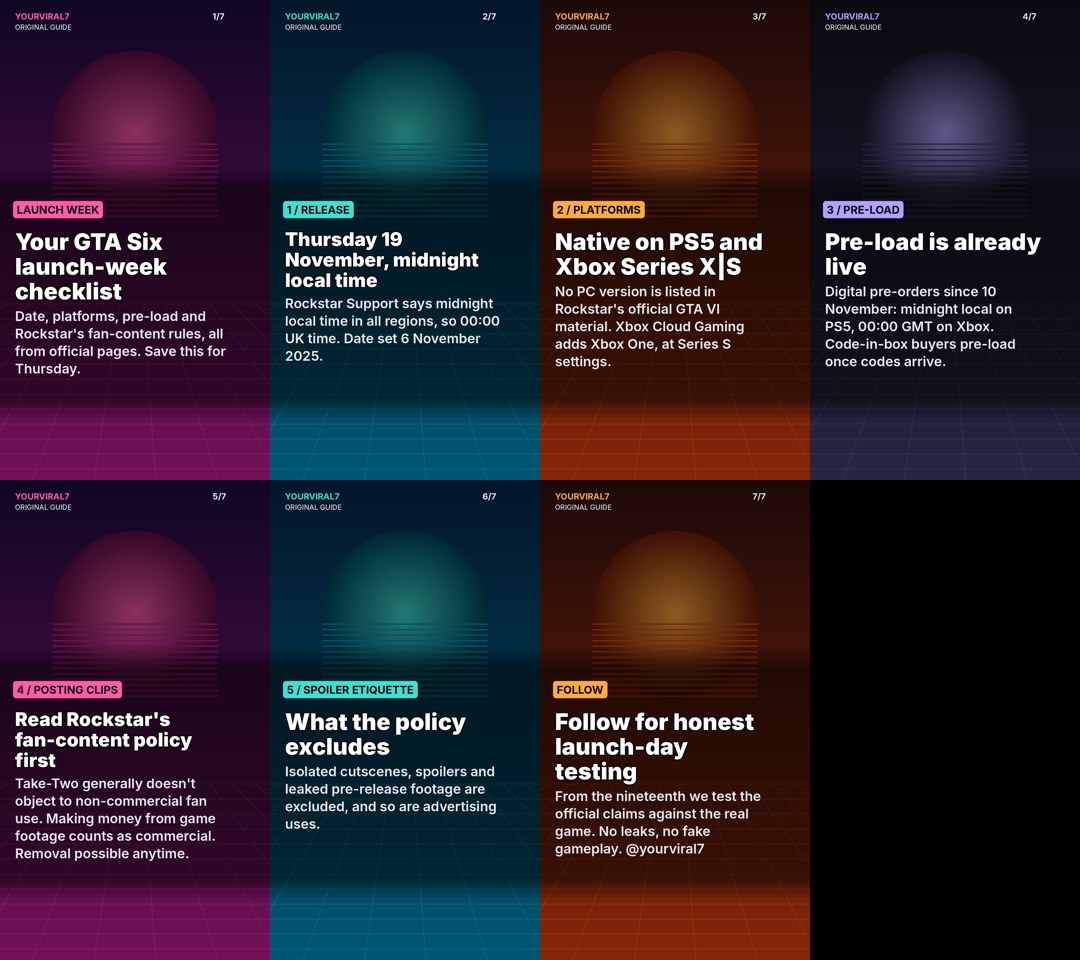 YOURVIRAL7
1/7
ORIGINAL GUIDE
LAUNCH WEEK
Your GTA Six
launch-week
checklist
Date, platforms, pre-load and
Rockstar's fan-content rules, all
from official pages. Save this for
Thursday.
YOURVIRAL7
2/7
ORIGINAL GUIDE
1 / RELEASE
Thursday 19
November, midnight
local time
Rockstar Support says midnight
local time in all regions, so 00:00
UK time. Date set 6 November
2025.
YOURVIRAL7
3/7
ORIGINAL GUIDE
2 / PLATFORMS
Native on PS5 and
Xbox Series X|S
No PC version is listed in
Rockstar's official GTA VI
material. Xbox Cloud Gaming
adds Xbox One, at Series S
settings.
YOURVIRAL7
4/7
ORIGINAL GUIDE
3 / PRE-LOAD
Pre-load is already
live
Digital pre-orders since 10
November: midnight local on
PS5, 00:00 GMT on Xbox.
Code-in-box buyers pre-load
once codes arrive.
YOURVIRAL7
5/7
ORIGINAL GUIDE
4 / POSTING CLIPS
Read Rockstar's
fan-content policy
first
Take-Two generally doesn't
object to non-commercial fan
use. Making money from game
footage counts as commercial.
Removal possible anytime.
YOURVIRAL7
6/7
ORIGINAL GUIDE
5 / SPOILER ETIQUETTE
What the policy
excludes
Isolated cutscenes, spoilers and
leaked pre-release footage are
excluded, and so are advertising
uses.
YOURVIRAL7
7/7
ORIGINAL GUIDE
FOLLOW
Follow for honest
launch-day
testing
From the nineteenth we test the
official claims against the real
game. No leaks, no fake
gameplay. @yourviral7